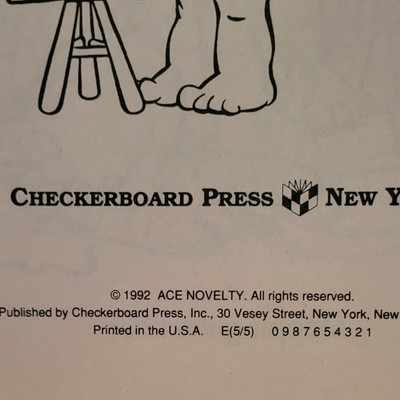 CHECKERBOARD PRESS NEW Y
© 1992 ACE NOVELTY. All rights reserved.
Published by Checkerboard Press, Inc., 30 Vesey Street, New York, New
Printed in the U.S.A. E(5/5) 0 9 8 7 6 5 4 3 2 1